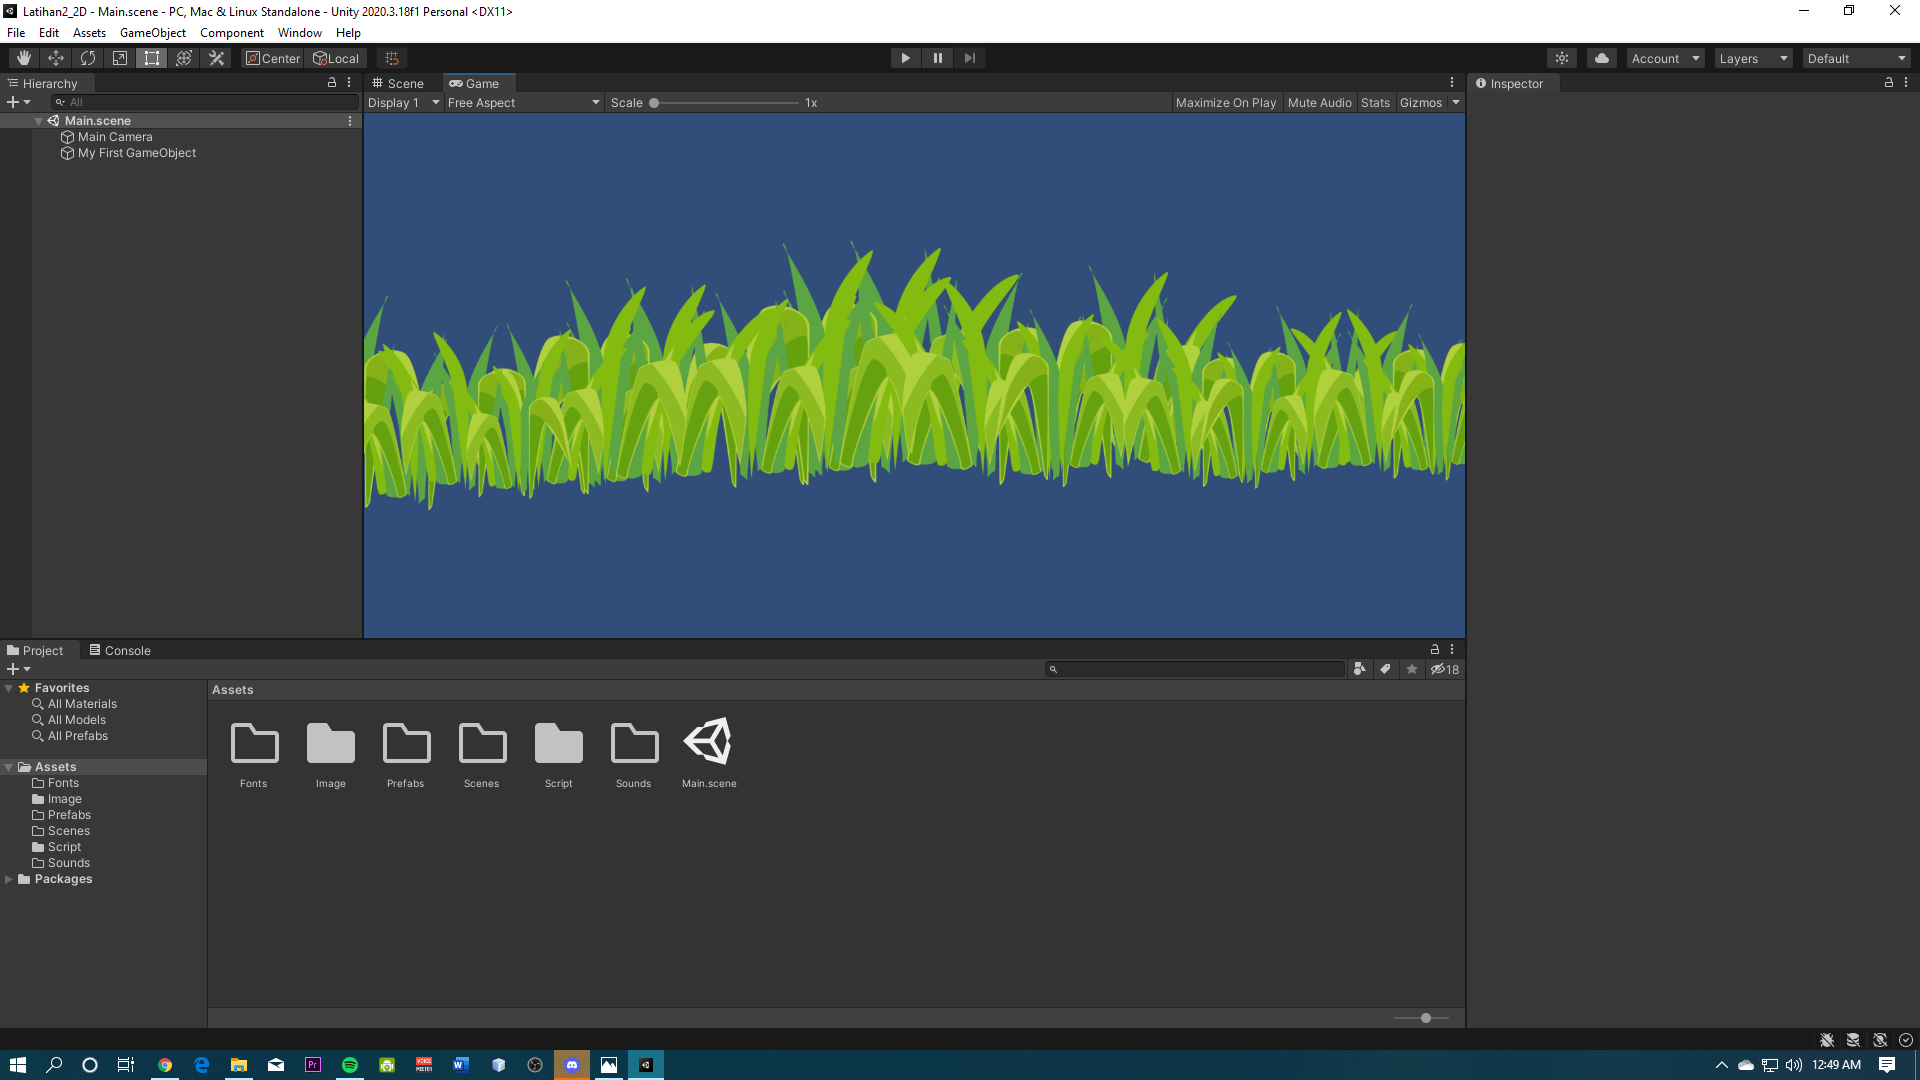 Latihan2_2D - Main.scene - PC, Mac & Linux Standalone - Unity 2020.3.18f1 Personal <DX11>
File Edit Assets GameObject Component Window Help
Center Local Account Layers Default
Hierarchy
All
Main.scene
Main Camera
My First GameObject
Scene Game
Display 1 Free Aspect Scale 1x Maximize On Play Mute Audio Stats Gizmos
Inspector
Project Console
18
Favorites
All Materials
All Models
All Prefabs
Assets
Fonts
Image
Prefabs
Scenes
Script
Sounds
Packages
Assets
Fonts Image Prefabs Scenes Script Sounds Main.scene
Pr
12:49 AM